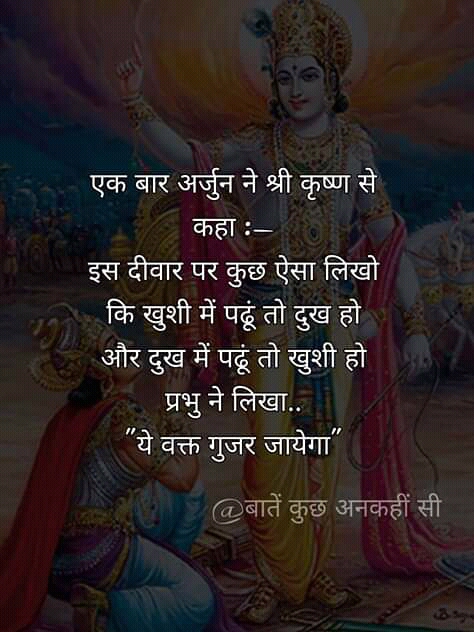 एक बार अर्जुन ने श्री कृष्ण से
कहा :—
इस दीवार पर कुछ ऐसा लिखो
कि खुशी में पढूं तो दुख हो
और दुख में पढूं तो खुशी हो
प्रभु ने लिखा..
"ये वक्त गुजर जायेगा"
@बातें कुछ अनकहीं सी